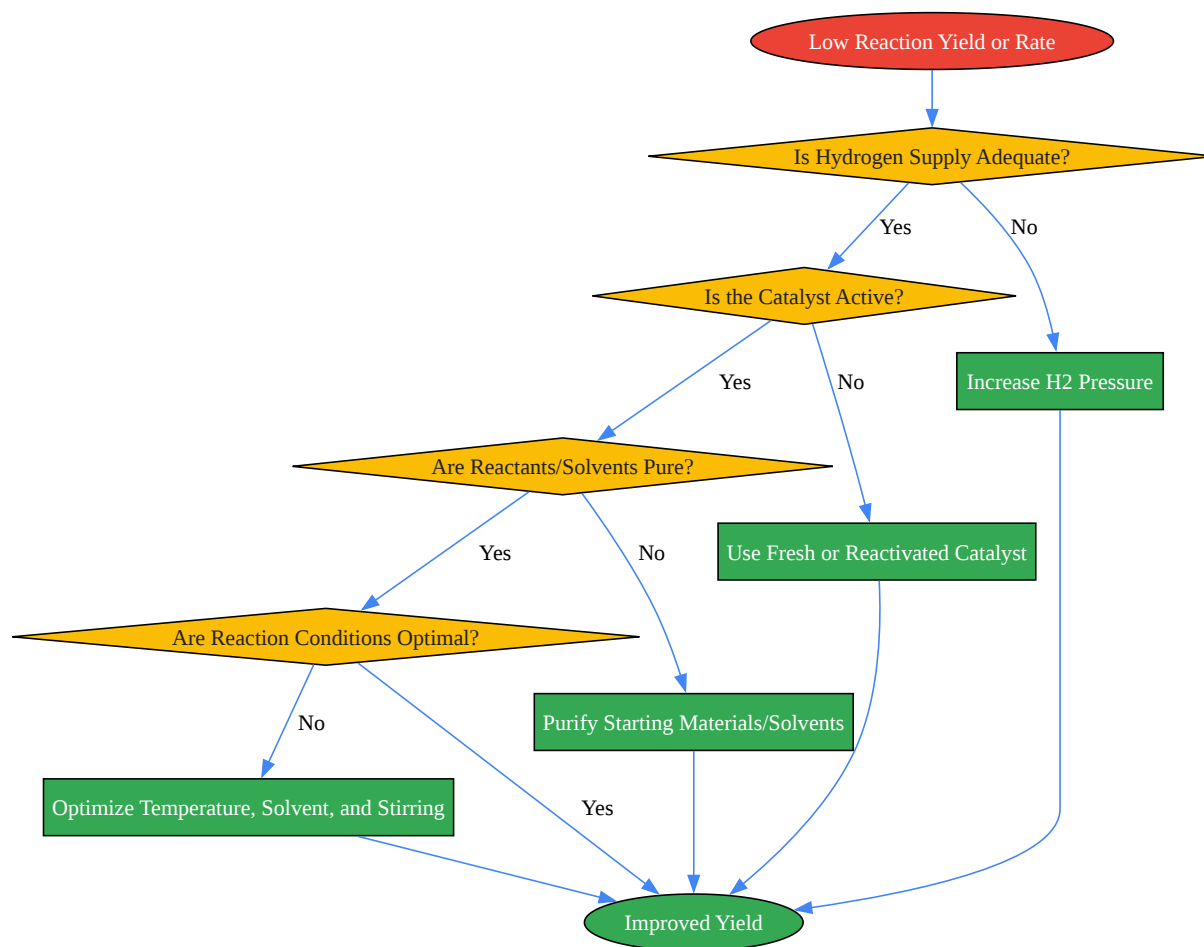 Low Reaction Yield or Rate
Is Hydrogen Supply Adequate?
Yes
No
Is the Catalyst Active?
Increase H2 Pressure
Yes
No
Are Reactants/Solvents Pure?
Use Fresh or Reactivated Catalyst
Yes
No
Are Reaction Conditions Optimal?
Purify Starting Materials/Solvents
No
Optimize Temperature, Solvent, and Stirring
Yes
Improved Yield